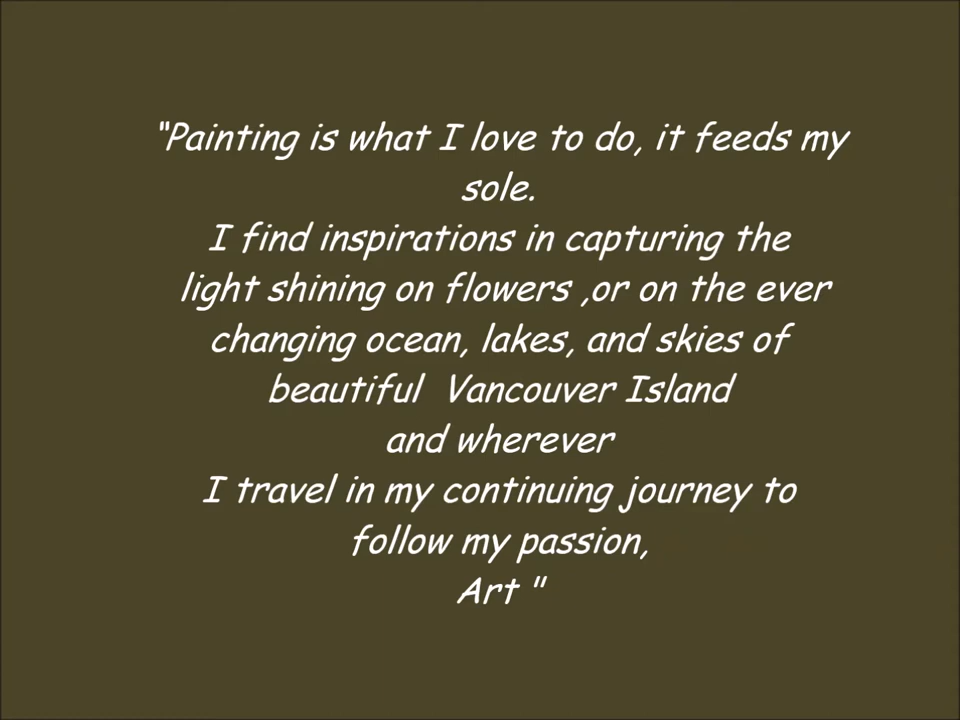 "Painting is what I love to do, it feeds my
sole.
I find inspirations in capturing the
light shining on flowers ,or on the ever
changing ocean, lakes, and skies of
beautiful  Vancouver Island
and wherever
I travel in my continuing journey to
follow my passion,
Art "